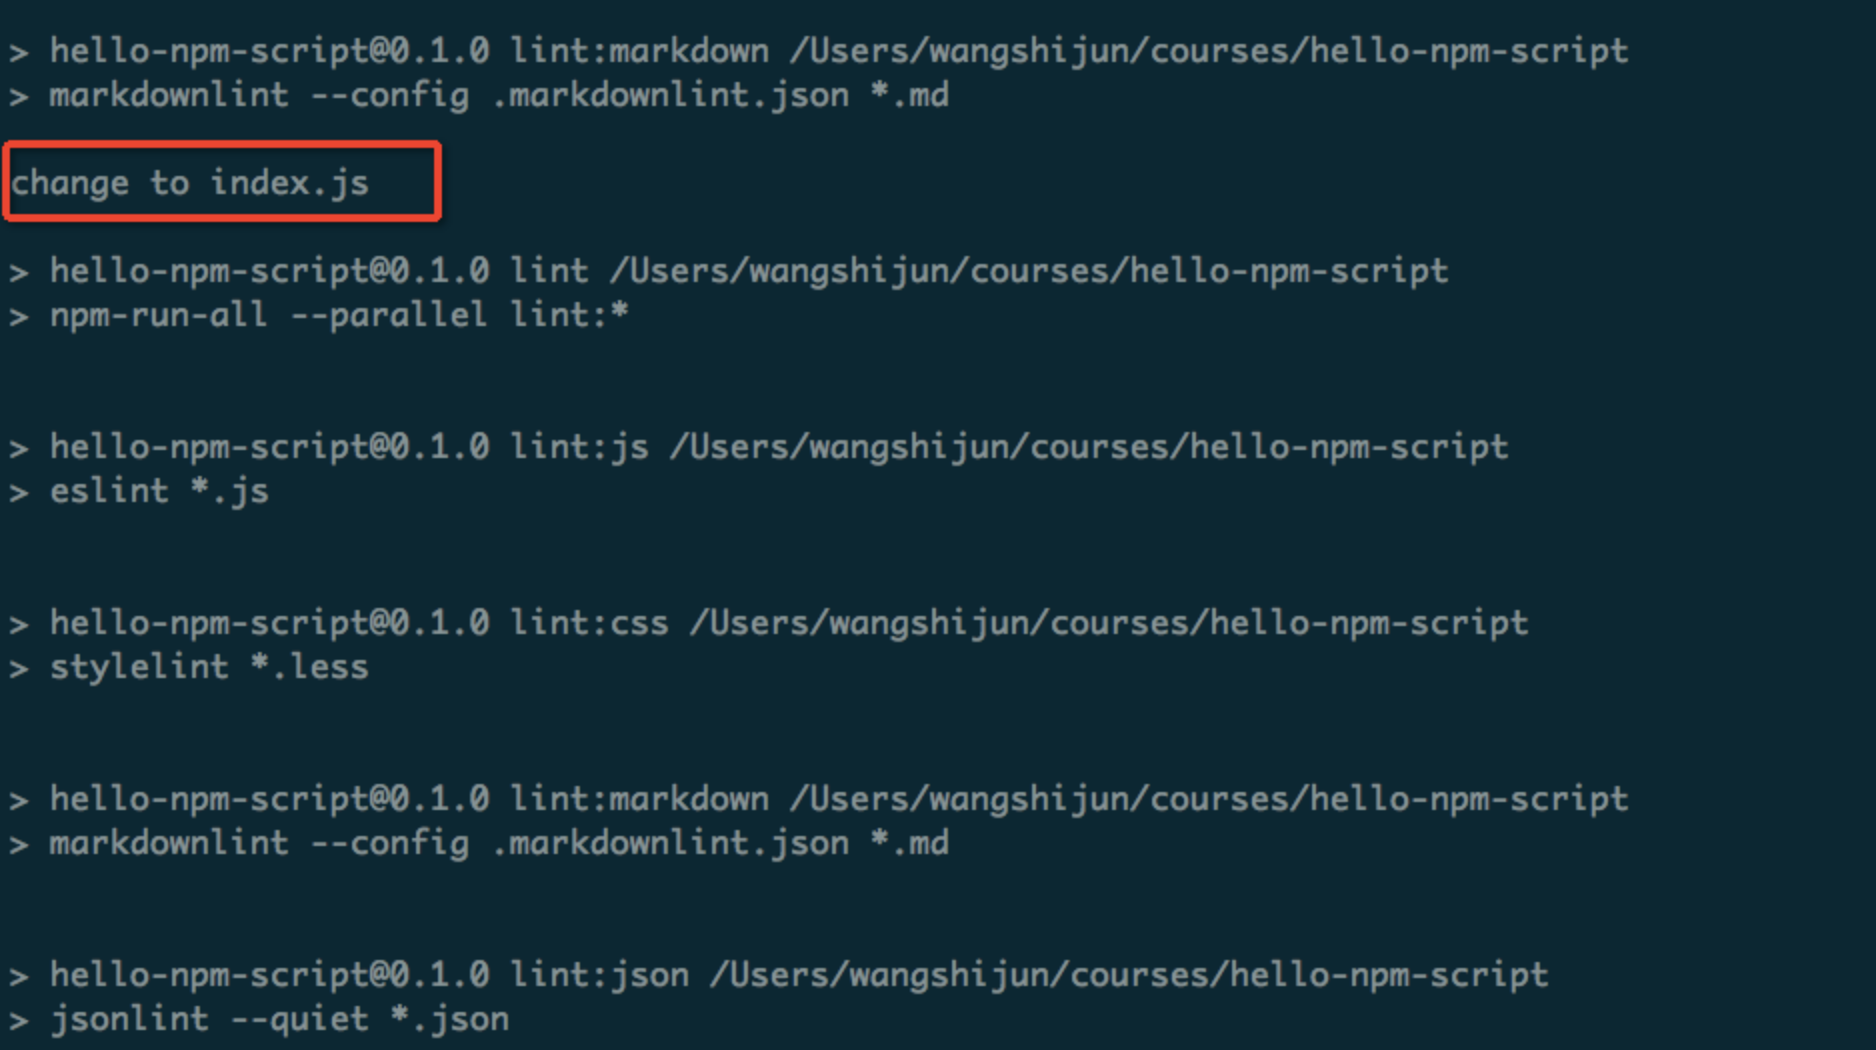 > hello-npm-script@0.1.0 lint:markdown /Users/wangshijun/courses/hello-npm-script
> markdownlint --config .markdownlint.json *.md
change to index.js
> hello-npm-script@0.1.0 lint /Users/wangshijun/courses/hello-npm-script
> npm-run-all --parallel lint:*
> hello-npm-script@0.1.0 lint:js /Users/wangshijun/courses/hello-npm-script
> eslint *.js
> hello-npm-script@0.1.0 lint:css /Users/wangshijun/courses/hello-npm-script
> stylelint *.less
> hello-npm-script@0.1.0 lint:markdown /Users/wangshijun/courses/hello-npm-script
> markdownlint --config .markdownlint.json *.md
> hello-npm-script@0.1.0 lint:json /Users/wangshijun/courses/hello-npm-script
> jsonlint --quiet *.json